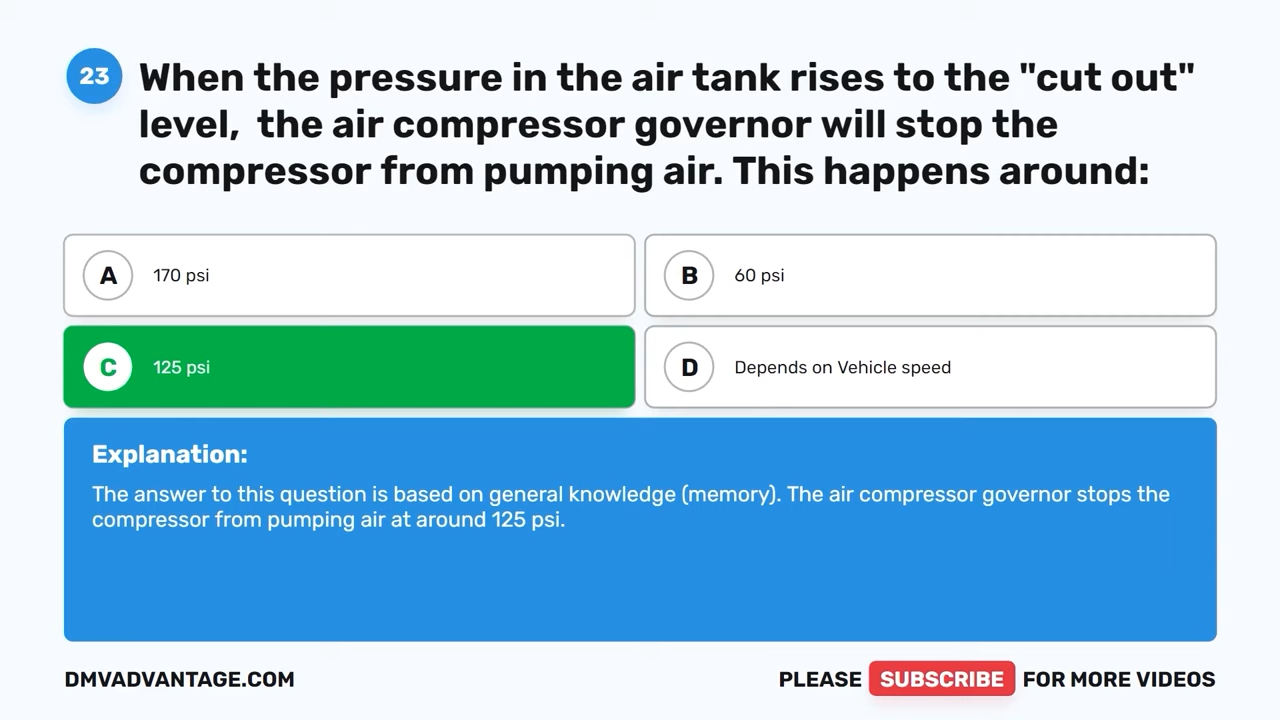 23
When the pressure in the air tank rises to the "cut out"
level,  the air compressor governor will stop the
compressor from pumping air. This happens around:
A 170 psi
B 60 psi
C 125 psi
D Depends on Vehicle speed
Explanation:
The answer to this question is based on general knowledge (memory). The air compressor governor stops the
compressor from pumping air at around 125 psi.
DMVADVANTAGE.COM
PLEASE SUBSCRIBE FOR MORE VIDEOS